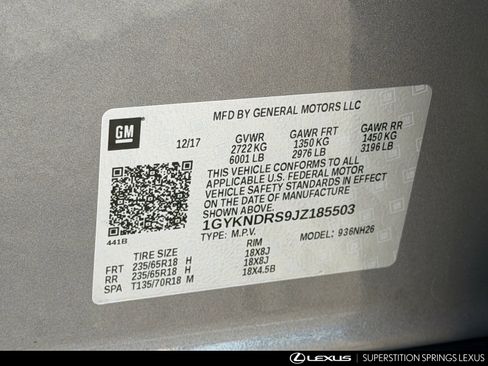 MFD BY GENERAL MOTORS LLC
GM
12/17 GVWR GAWR FRT GAWR RR
2722 KG 1350 KG 1450 KG
6001 LB 2976 LB 3196 LB
THIS VEHICLE CONFORMS TO ALL
APPLICABLE U.S. FEDERAL MOTOR
VEHICLE SAFETY STANDARDS IN EFFECT
ON THE DATE OF MANUFACTURE
SHOWN ABOVE.
1GYKNDRS9JZ185503
441B
TYPE: M.P.V. MODEL: 936NH26
TIRE SIZE RIM
FRT 235/65R18 H 18X8J
RR 235/65R18 H 18X8J
SPA T135/70R18 M 18X4.5B
LEXUS SUPERSTITION SPRINGS LEXUS